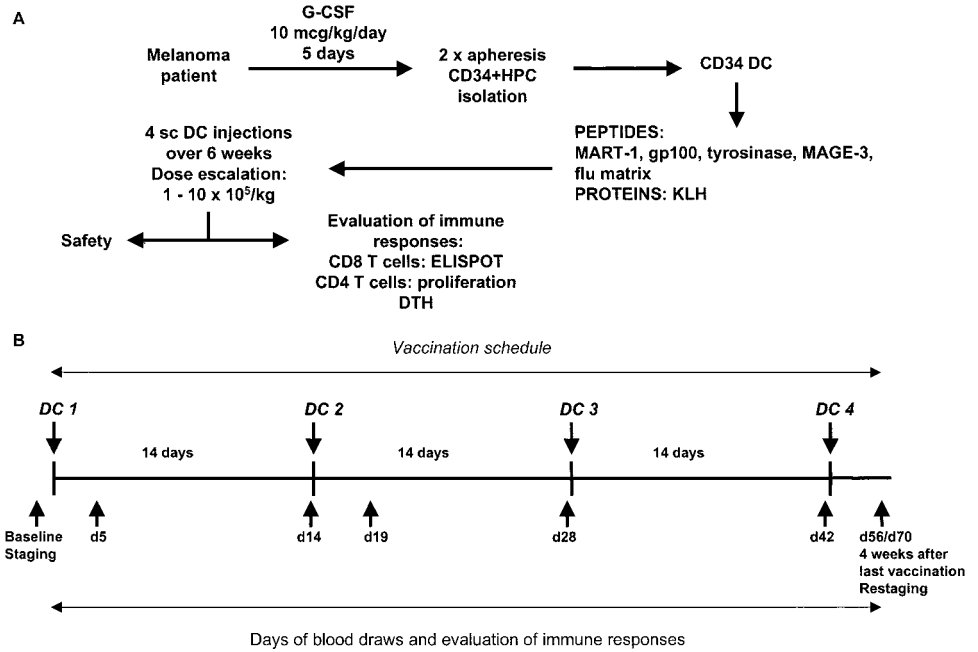 A
G-CSF
10 mcg/kg/day
5 days
Melanoma
patient
2 x apheresis
CD34+HPC
isolation
CD34 DC
4 sc DC injections
over 6 weeks
Dose escalation:
1 - 10 x 10⁵/kg
PEPTIDES:
MART-1, gp100, tyrosinase, MAGE-3,
flu matrix
PROTEINS: KLH
Safety
Evaluation of immune
responses:
CD8 T cells: ELISPOT
CD4 T cells: proliferation
DTH
B
Vaccination schedule
DC 1
DC 2
DC 3
DC 4
14 days
14 days
14 days
Baseline
Staging
d5
d14
d19
d28
d42
d56/d70
4 weeks after
last vaccination
Restaging
Days of blood draws and evaluation of immune responses